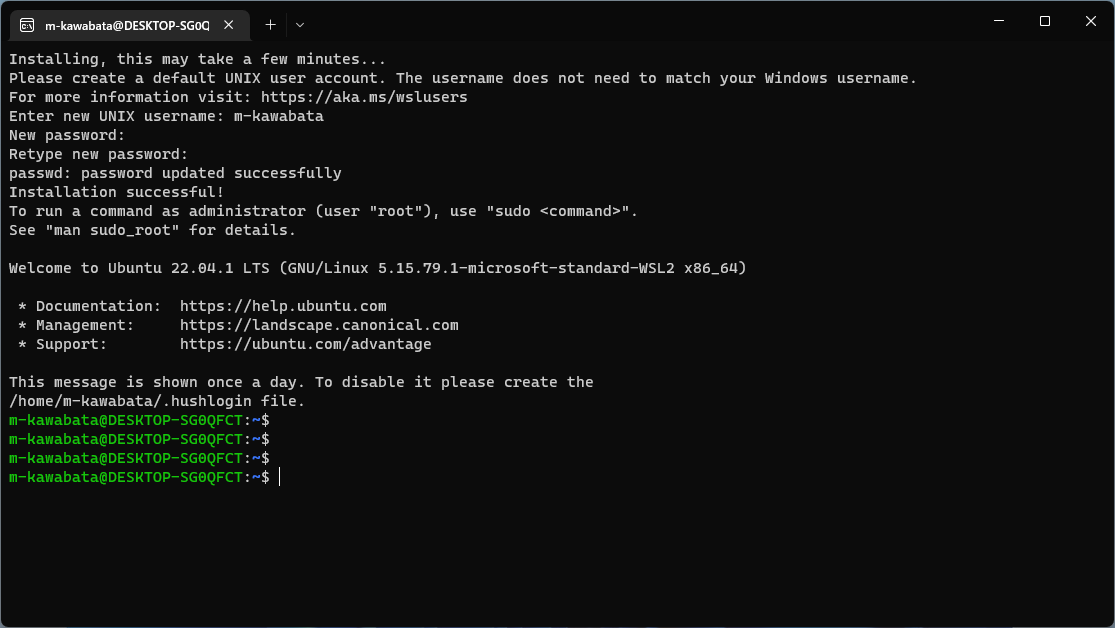 m-kawabata@DESKTOP-SG0Q
Installing, this may take a few minutes...
Please create a default UNIX user account. The username does not need to match your Windows username.
For more information visit: https://aka.ms/wslusers
Enter new UNIX username: m-kawabata
New password:
Retype new password:
passwd: password updated successfully
Installation successful!
To run a command as administrator (user "root"), use "sudo <command>".
See "man sudo_root" for details.

Welcome to Ubuntu 22.04.1 LTS (GNU/Linux 5.15.79.1-microsoft-standard-WSL2 x86_64)

 * Documentation:  https://help.ubuntu.com
 * Management:     https://landscape.canonical.com
 * Support:        https://ubuntu.com/advantage

This message is shown once a day. To disable it please create the
/home/m-kawabata/.hushlogin file.
m-kawabata@DESKTOP-SG0QFCT:~$
m-kawabata@DESKTOP-SG0QFCT:~$
m-kawabata@DESKTOP-SG0QFCT:~$
m-kawabata@DESKTOP-SG0QFCT:~$